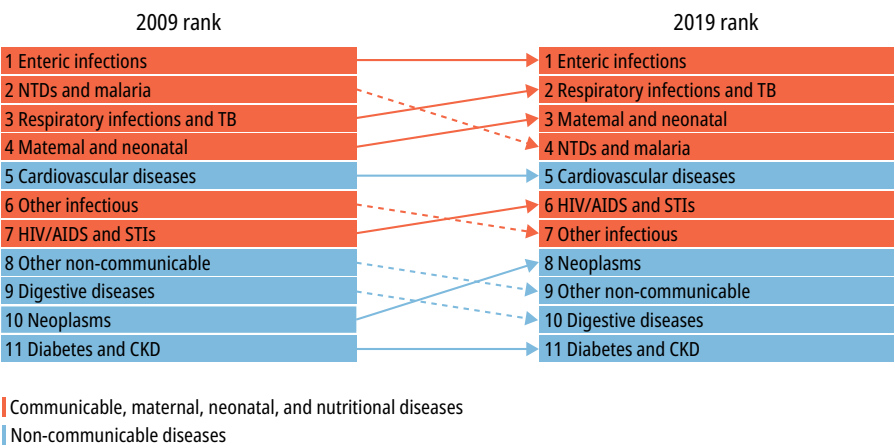 2009 rank
2019 rank
1 Enteric infections
1 Enteric infections
2 NTDs and malaria
2 Respiratory infections and TB
3 Respiratory infections and TB
3 Matemal and neonatal
4 Matemal and neonatal
4 NTDs and malaria
5 Cardiovascular diseases
5 Cardiovascular diseases
6 Other infectious
6 HIV/AIDS and STIs
7 HIV/AIDS and STIs
7 Other infectious
8 Other non-communicable
8 Neoplasms
9 Digestive diseases
9 Other non-communicable
10 Neoplasms
10 Digestive diseases
11 Diabetes and CKD
11 Diabetes and CKD
Communicable, maternal, neonatal, and nutritional diseases
Non-communicable diseases